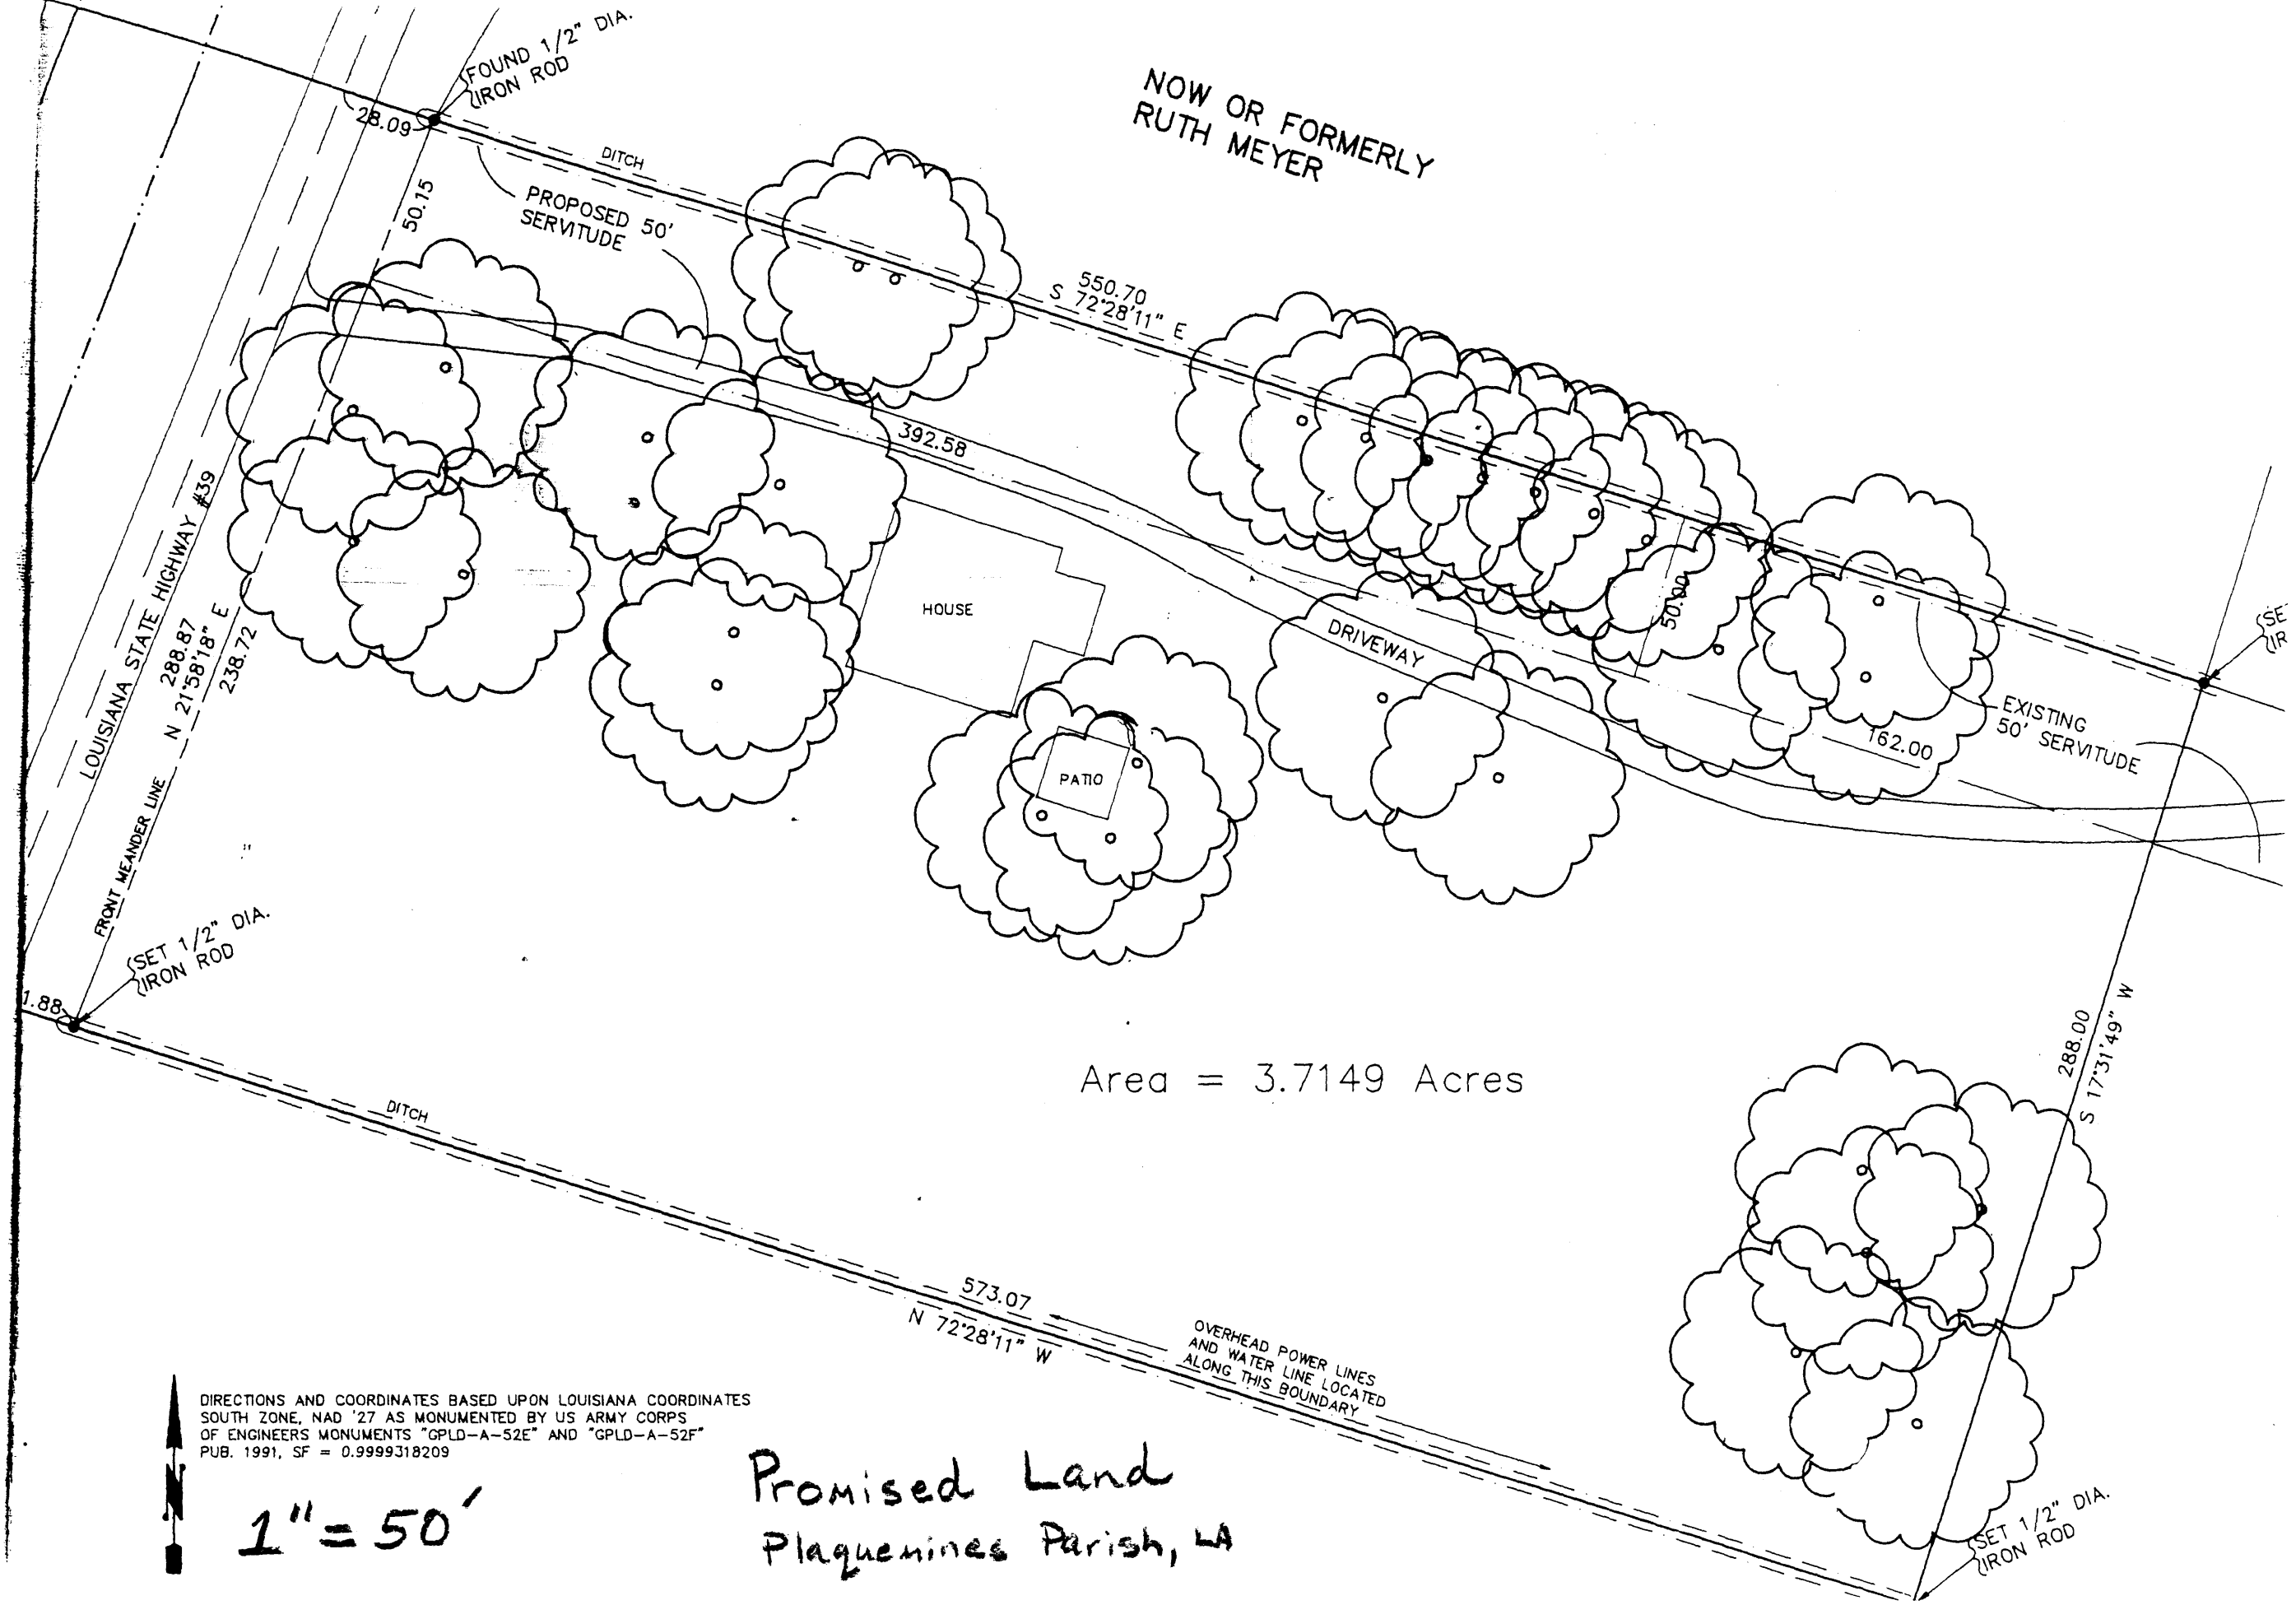 FOUND 1/2" DIA.
IRON ROD
28.09
DITCH
50.15
PROPOSED 50'
SERVITUDE
NOW OR FORMERLY
RUTH MEYER
550.70
S 72°28'11" E
392.58
HOUSE
DRIVEWAY
50.00
EXISTING
50' SERVITUDE
162.00
LOUISIANA STATE HIGHWAY #39
288.87
N 21°58'18" E
238.72
FRONT MEANDER LINE
PATIO
SET 1/2" DIA.
IRON ROD
1.88
288.00
S 17°31'49" W
Area = 3.7149 Acres
DITCH
573.07
N 72°28'11" W
OVERHEAD POWER LINES
AND WATER LINE LOCATED
ALONG THIS BOUNDARY
DIRECTIONS AND COORDINATES BASED UPON LOUISIANA COORDINATES
SOUTH ZONE, NAD '27 AS MONUMENTED BY US ARMY CORPS
OF ENGINEERS MONUMENTS "GPLD-A-52E" AND "GPLD-A-52F"
PUB. 1991, SF = 0.9999318209
N
1" = 50'
Promised Land
Plaquemines Parish, LA
SET 1/2" DIA.
IRON ROD